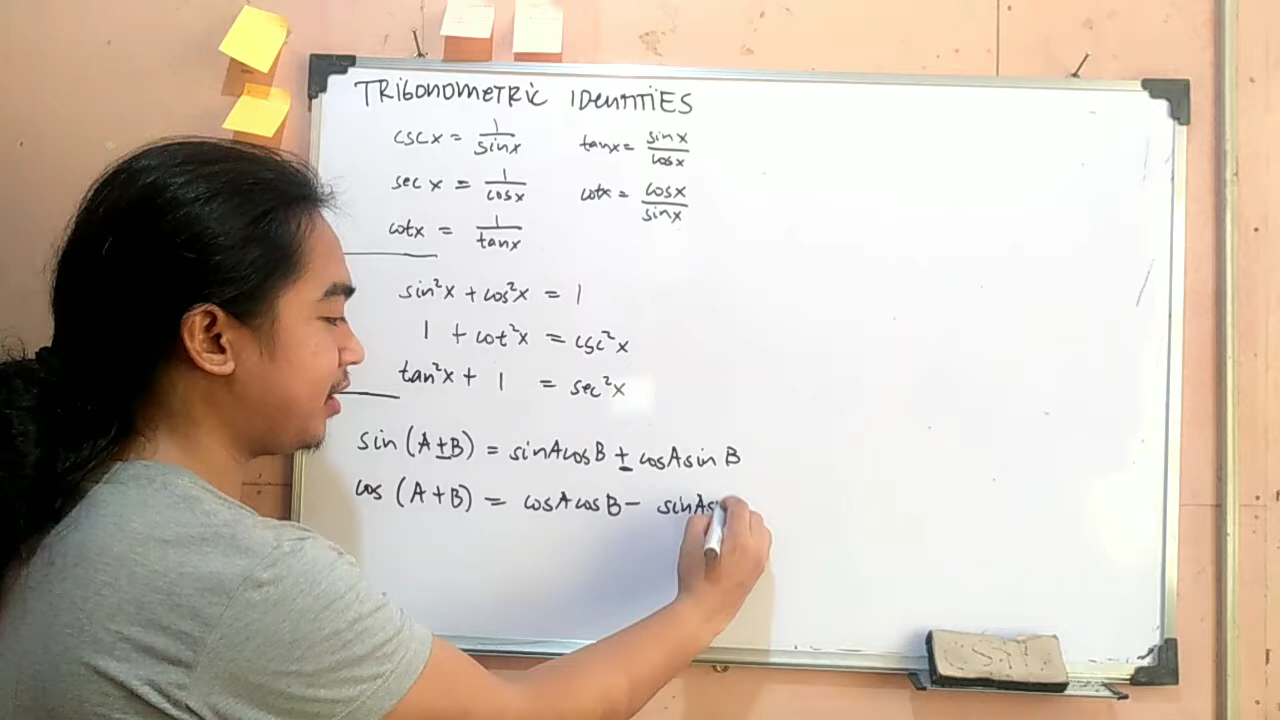 TRIGONOMETRIC IDENTITIES
csc x = 1/sinx tanx = sinx/cosx
sec x = 1/cosx cotx = cosx/sinx
cotx = 1/tanx
sin²x + cos²x = 1
1 + cot²x = csc²x
tan²x + 1 = sec²x
sin (A±B) = sinAcosB ± cosAsinB
cos (A+B) = cosAcosB - sinAs